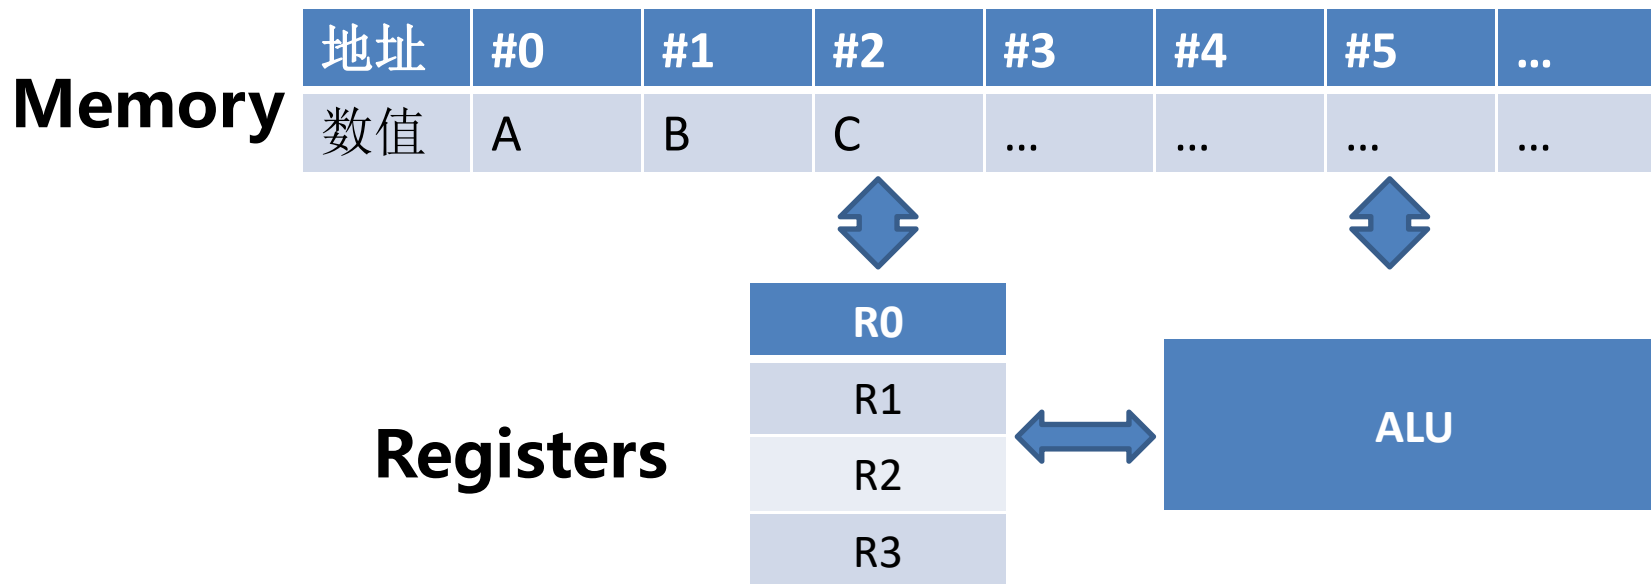 地址 #0 #1 #2 #3 #4 #5 ...
Memory
数值 A B C ... ... ... ...
R0
R1
ALU
Registers
R2
R3